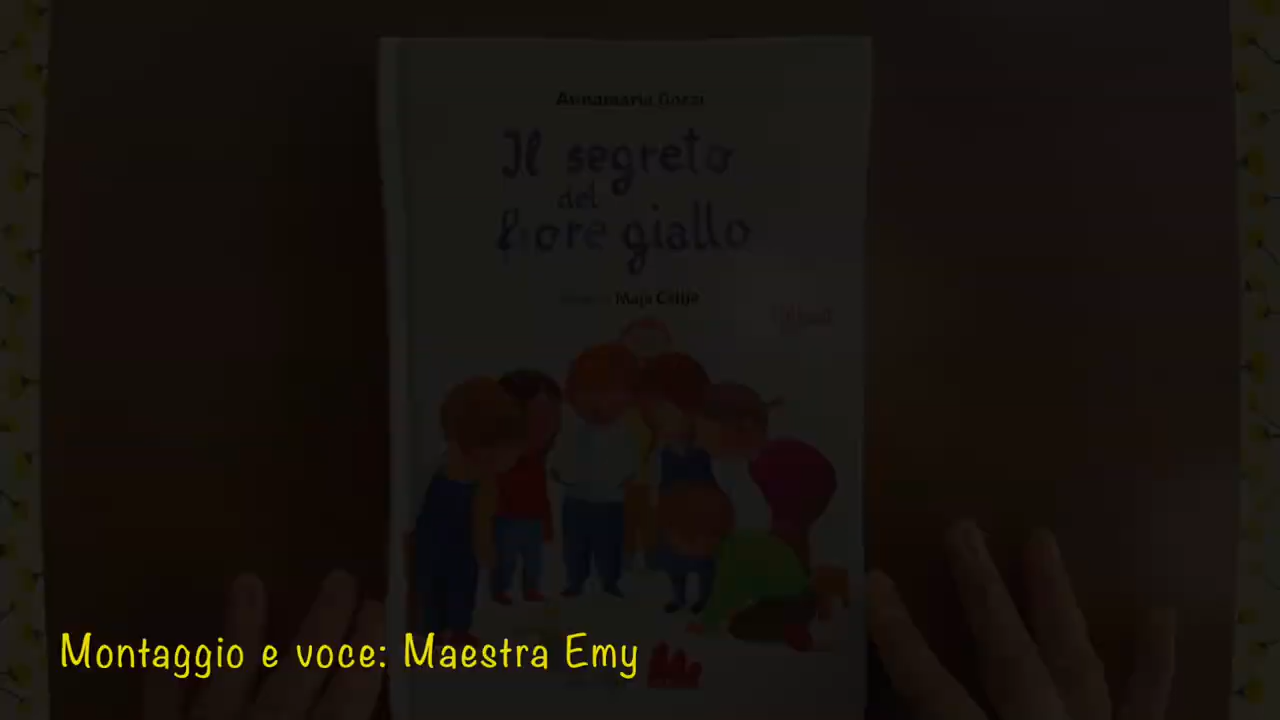 Annamaria Gozzi
Il segreto
del
fiore giallo
Maja Celija
Montaggio e voce: Maestra Emy